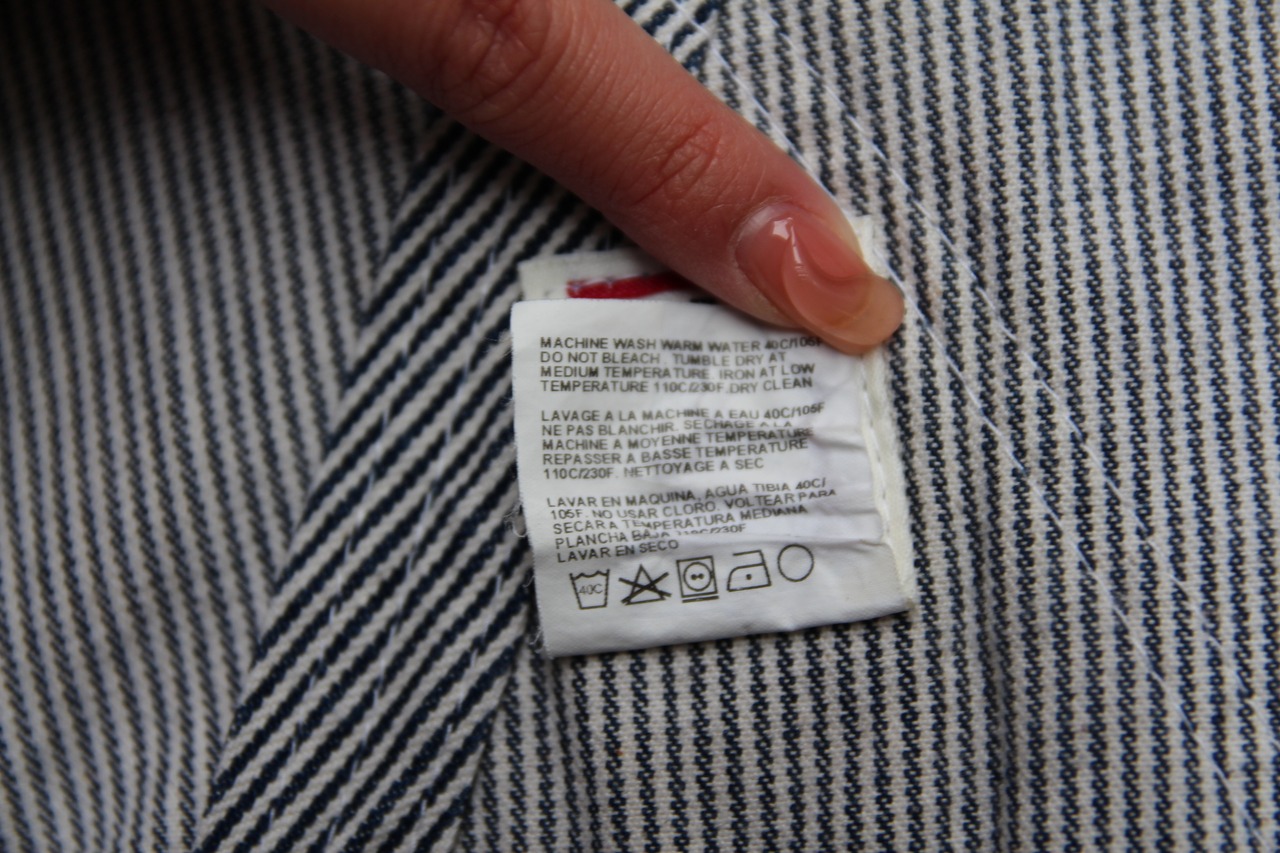 MACHINE WASH WARM WATER 40C/105F
DO NOT BLEACH. TUMBLE DRY AT
MEDIUM TEMPERATURE IRON AT LOW
TEMPERATURE 110C/230F.DRY CLEAN
LAVAGE A LA MACHINE A EAU 40C/105F
NE PAS BLANCHIR. SECHAGE A LA
MACHINE A MOYENNE TEMPERATURE
REPASSER A BASSE TEMPERATURE
110C/230F. NETTOYAGE A SEC
LAVAR EN MAQUINA, AGUA TIBIA 40C/
105F. NO USAR CLORO. VOLTEAR PARA
SECAR A TEMPERATURA MEDIANA
PLANCHA BAJA 110C/230F
LAVAR EN SECO
40C